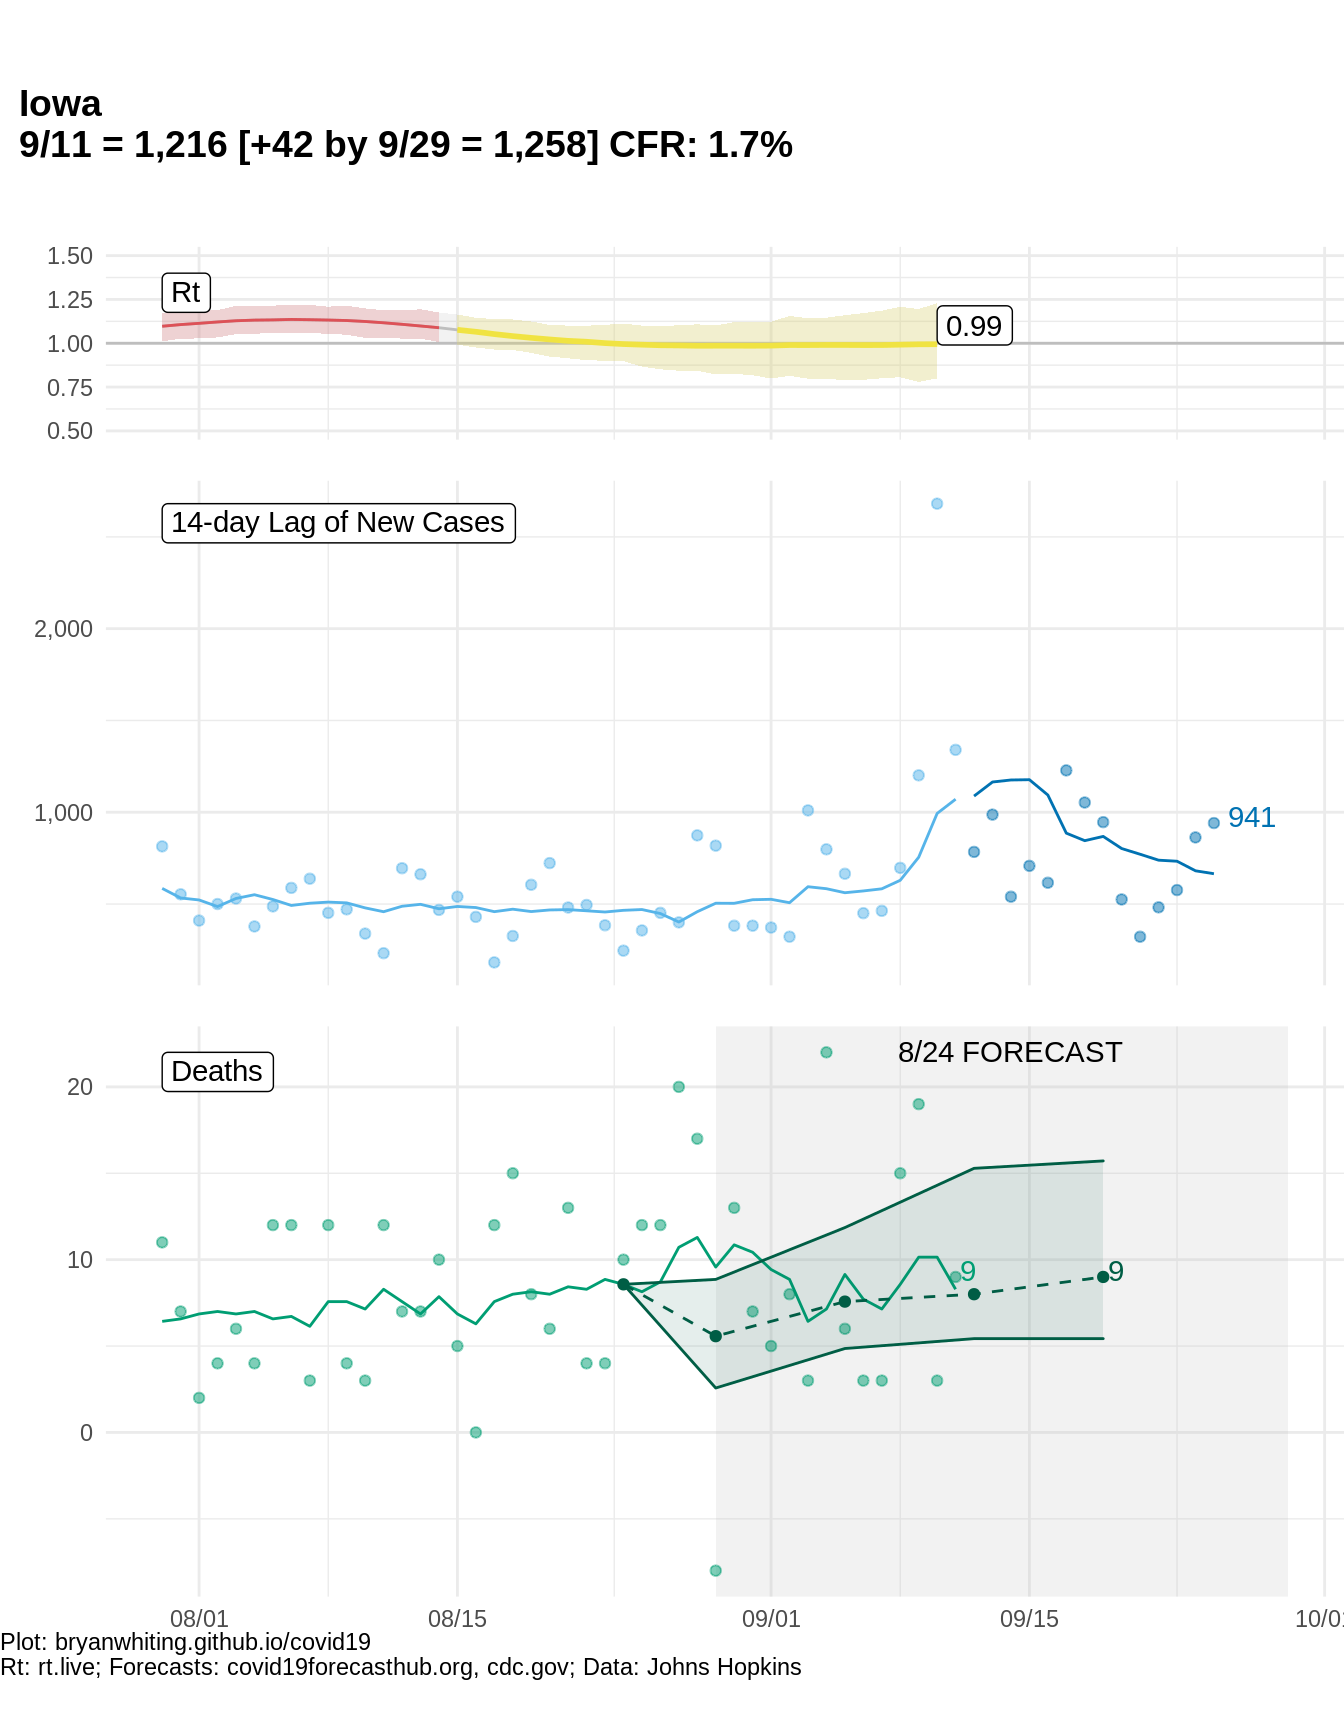 Iowa
9/11 = 1,216 [+42 by 9/29 = 1,258] CFR: 1.7%
1.50
1.25
1.00
0.75
0.50
Rt
0.99
14-day Lag of New Cases
2,000
1,000
941
Deaths
8/24 FORECAST
20
10
0
9
9
08/01 08/15 09/01 09/15
Plot: bryanwhiting.github.io/covid19
Rt: rt.live; Forecasts: covid19forecasthub.org, cdc.gov; Data: Johns Hopkins